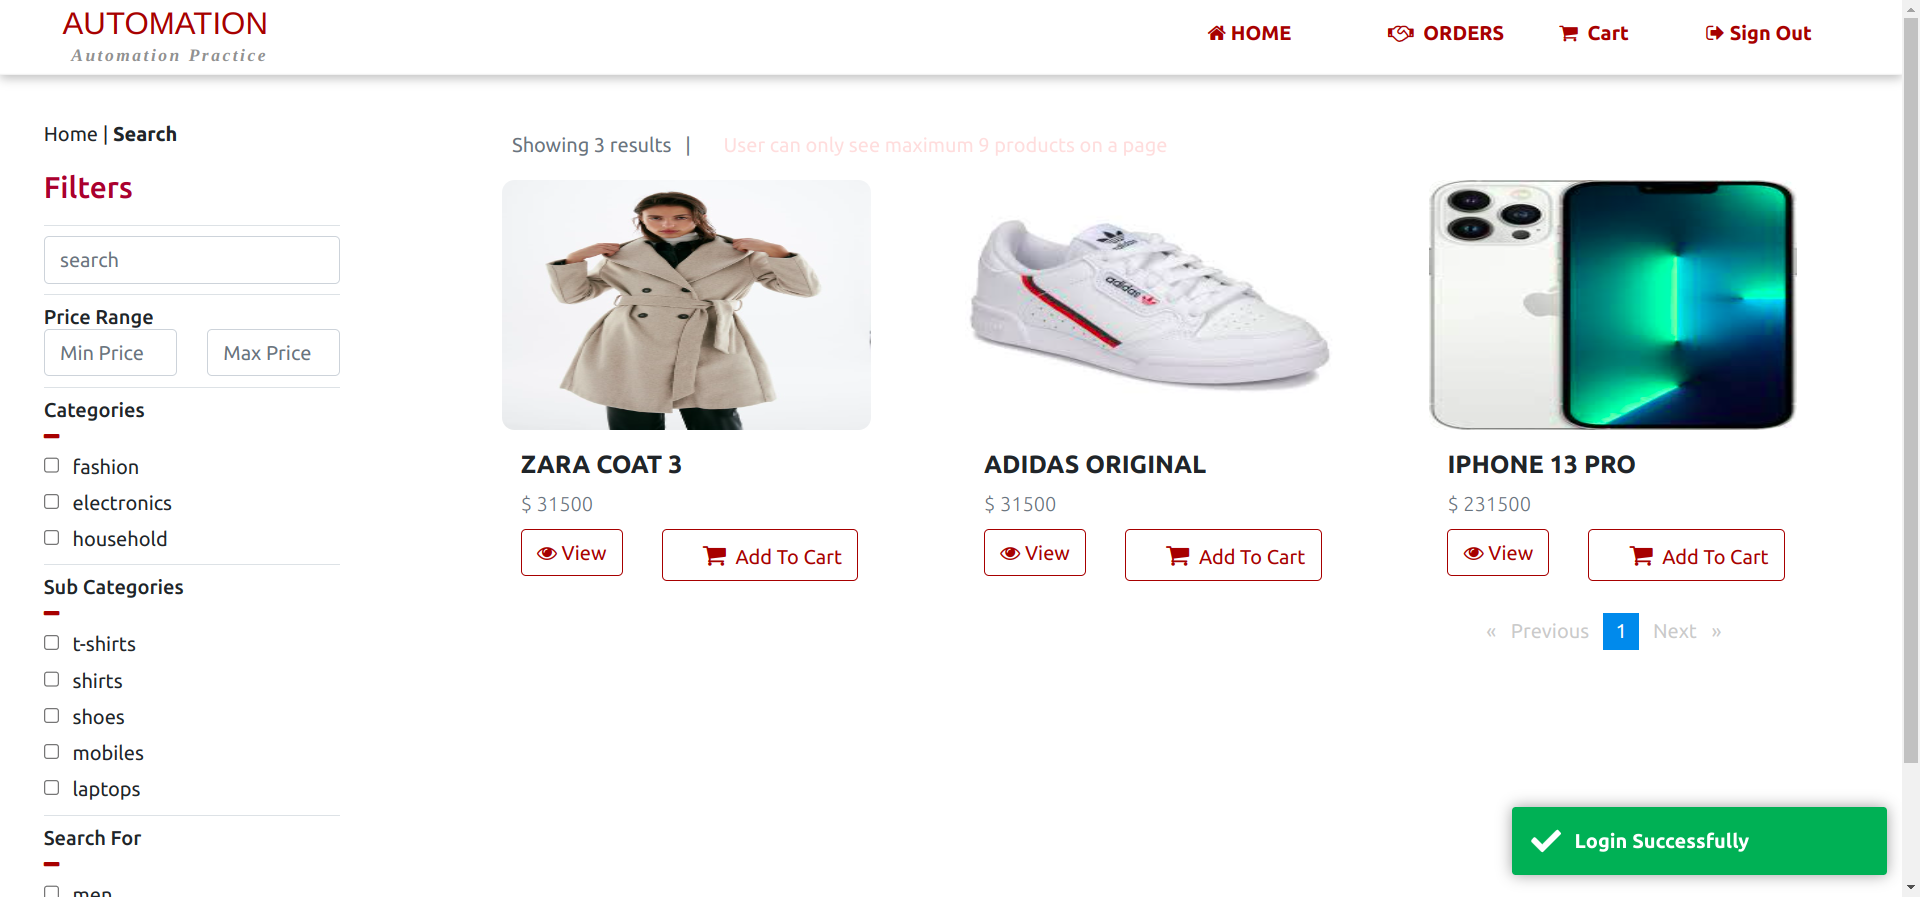 AUTOMATION
Automation Practice
HOME
ORDERS
Cart
Sign Out
Home | Search
Filters
search
Price Range
Min Price
Max Price
Categories
fashion
electronics
household
Sub Categories
t-shirts
shirts
shoes
mobiles
laptops
Search For
men
Showing 3 results |
User can only see maximum 9 products on a page
adidas
adidas
ZARA COAT 3
$ 31500
View
Add To Cart
ADIDAS ORIGINAL
$ 31500
View
Add To Cart
IPHONE 13 PRO
$ 231500
View
Add To Cart
« Previous
1
Next »
Login Successfully